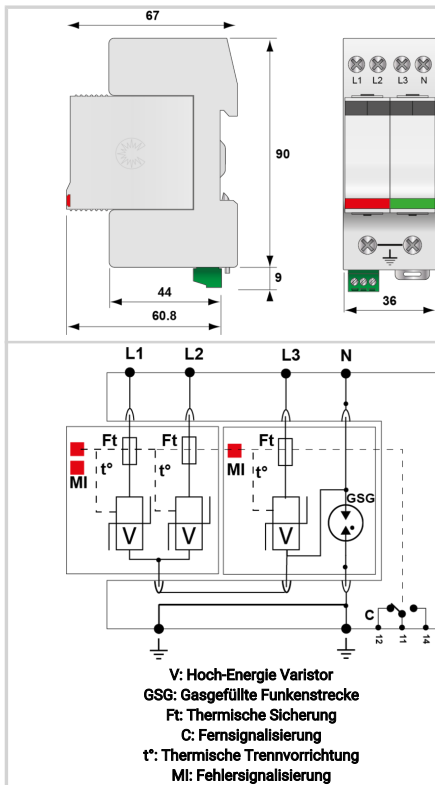 67
L1 L2 L3 N
90
9
44
36
60.8
L1 L2 L3 N
Ft Ft Ft
MI t° t° MI t°
GSG
V V V
C
12 11 14
V: Hoch-Energie Varistor
GSG: Gasgefüllte Funkenstrecke
Ft: Thermische Sicherung
C: Fernsignalisierung
t°: Thermische Trennvorrichtung
MI: Fehlersignalisierung